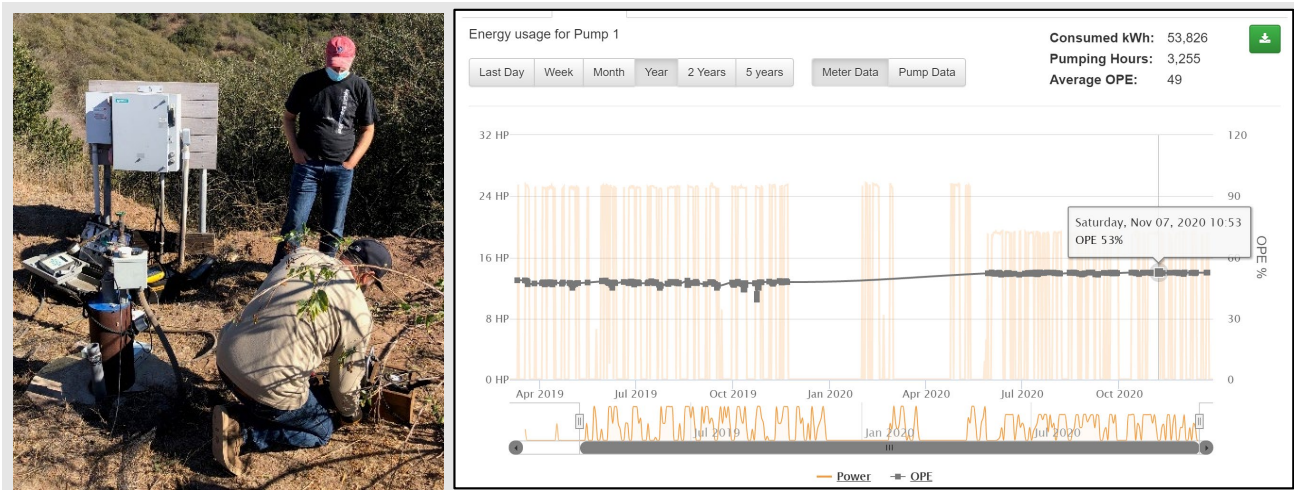 Energy usage for Pump 1
Consumed kWh: 53,826
Pumping Hours: 3,255
Average OPE: 49
Last Day Week Month Year 2 Years 5 years Meter Data Pump Data
32 HP 120
24 HP 90
Saturday, Nov 07, 2020 10:53
OPE 53%
16 HP 60
OPE %
8 HP 30
0 HP 0
Apr 2019 Jul 2019 Oct 2019 Jan 2020 Apr 2020 Jul 2020 Oct 2020
Jul 2019 Jan 2020 Jul 2020
Power OPE